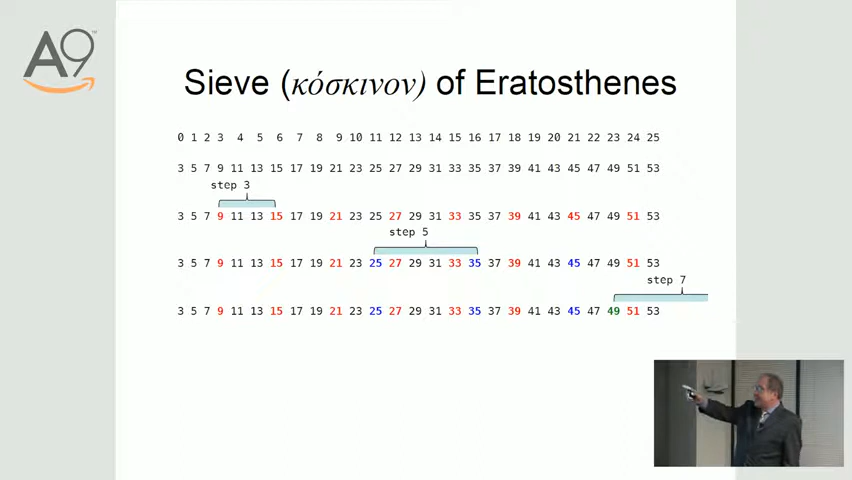 A9™
Sieve (κόσκινον) of Eratosthenes
0 1 2 3 4 5 6 7 8 9 10 11 12 13 14 15 16 17 18 19 20 21 22 23 24 25
3 5 7 9 11 13 15 17 19 21 23 25 27 29 31 33 35 37 39 41 43 45 47 49 51 53
step 3
3 5 7 9 11 13 15 17 19 21 23 25 27 29 31 33 35 37 39 41 43 45 47 49 51 53
step 5
3 5 7 9 11 13 15 17 19 21 23 25 27 29 31 33 35 37 39 41 43 45 47 49 51 53
step 7
3 5 7 9 11 13 15 17 19 21 23 25 27 29 31 33 35 37 39 41 43 45 47 49 51 53